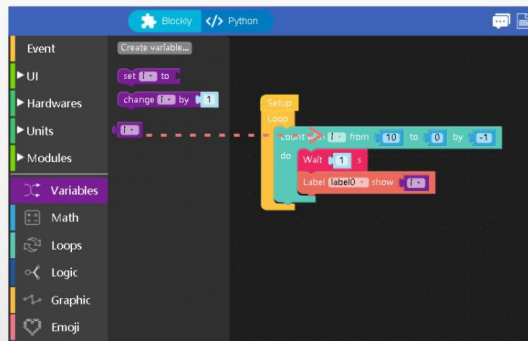 Blockly </> Python
Event
UI
Hardwares
Units
Modules
Variables
Math
Loops
Logic
Graphic
Emoji
Create variable...
set i to
change i by 1
i
Setup
Loop
count with i from 10 to 0 by -1
do
Wait 1 s
Label label0 show i